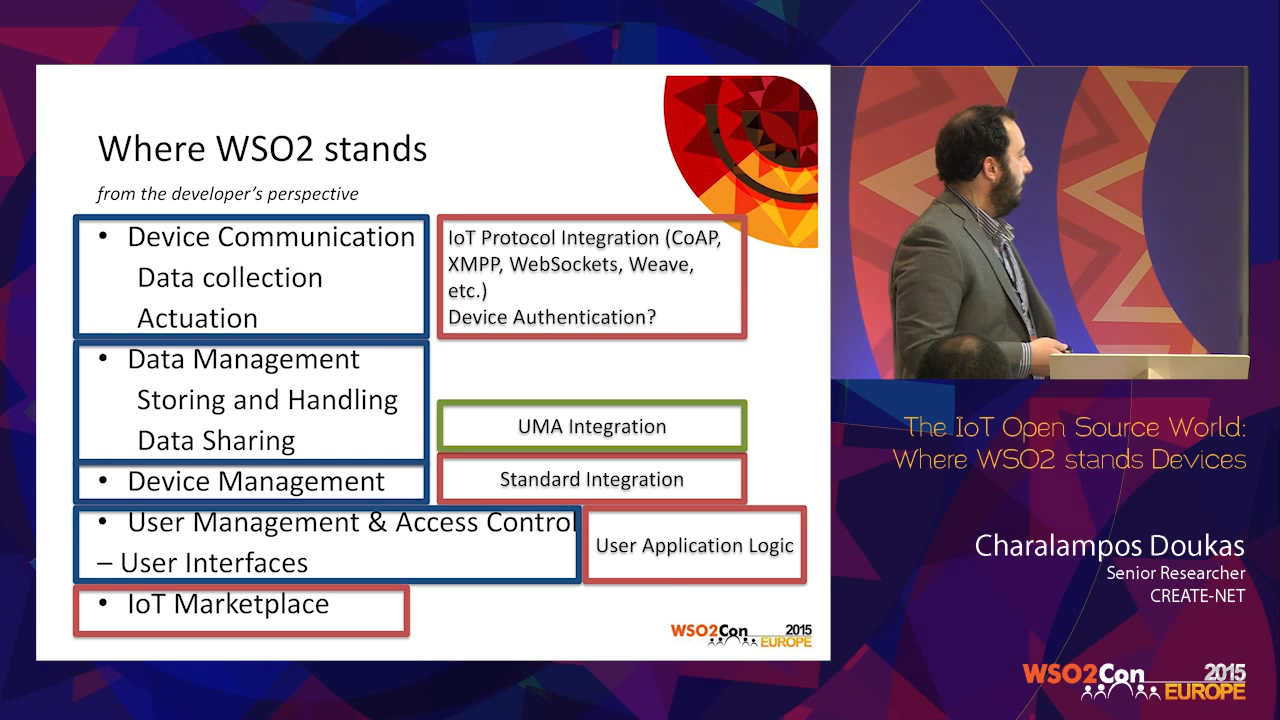 Where WSO2 stands
from the developer's perspective
• Device Communication
Data collection
Actuation
IoT Protocol Integration (CoAP,
XMPP, WebSockets, Weave,
etc.)
Device Authentication?
• Data Management
Storing and Handling
Data Sharing
UMA Integration
• Device Management
Standard Integration
• User Management & Access Control
– User Interfaces
User Application Logic
• IoT Marketplace
WSO2Con 2015
EUROPE
The IoT Open Source World:
Where WSO2 stands Devices
Charalampos Doukas
Senior Researcher
CREATE-NET
WSO2Con 2015
EUROPE